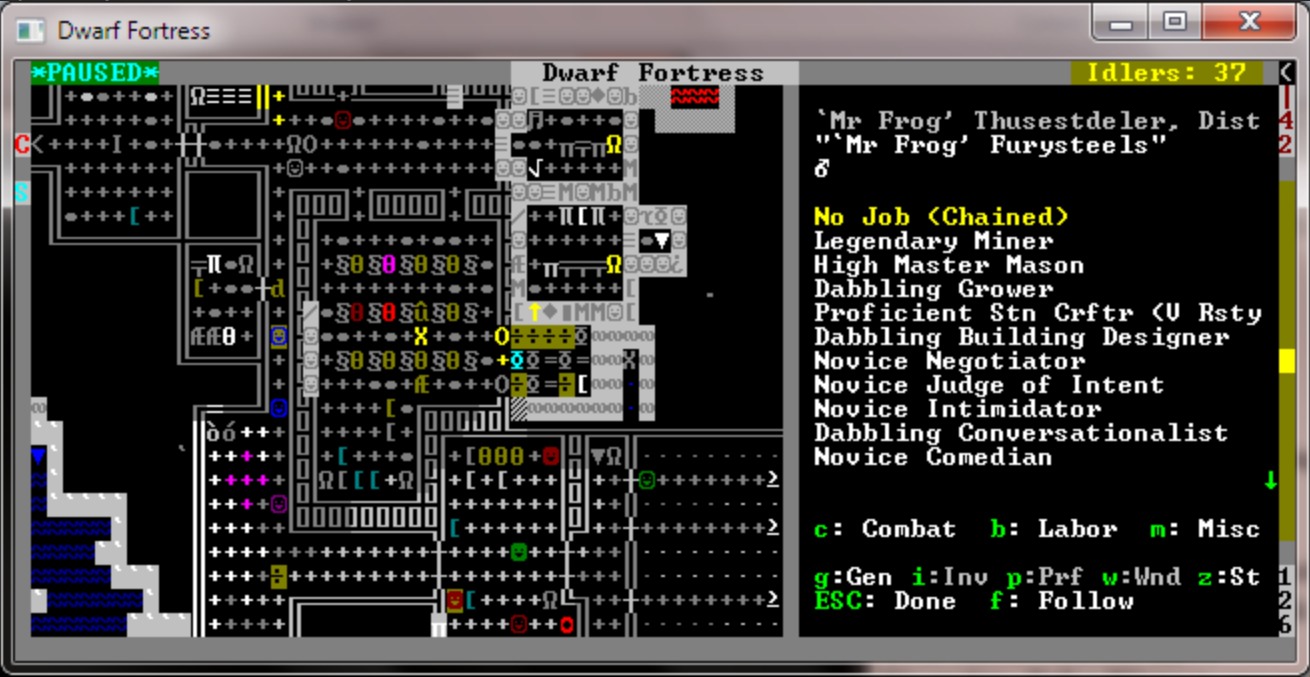 Dwarf Fortress
*PAUSED*
Dwarf Fortress
Idlers: 37
`Mr Frog' Thusestdeler, Dist
"`Mr Frog' Furysteels"
♂
No Job (Chained)
Legendary Miner
High Master Mason
Dabbling Grower
Proficient Stn Crftr (V Rsty
Dabbling Building Designer
Novice Negotiator
Novice Judge of Intent
Novice Intimidator
Dabbling Conversationalist
Novice Comedian
c: Combat b: Labor m: Misc
g:Gen i:Inv p:Prf w:Wnd z:St
ESC: Done f: Follow